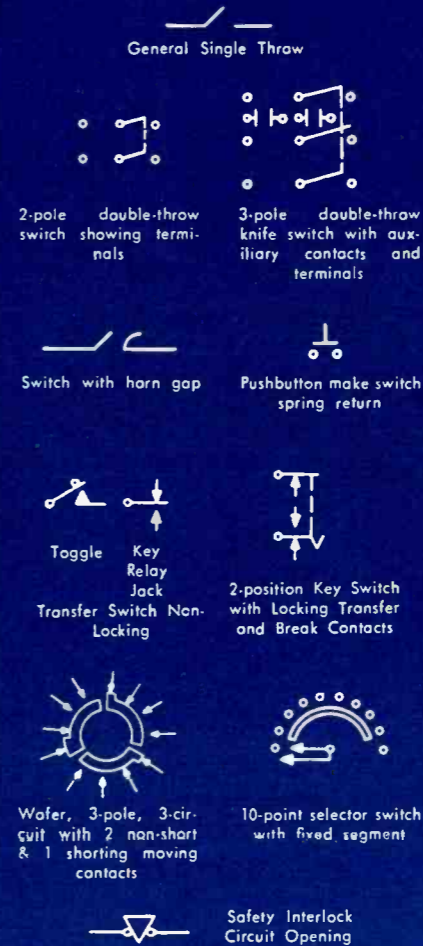 General Single Throw
2-pole double-throw
switch showing termi-
nals
3-pole double-throw
knife switch with aux-
iliary contacts and
terminals
Switch with horn gap
Pushbutton make switch
spring return
Toggle
Key
Relay
Jack
Transfer Switch Non-
Locking
2-position Key Switch
with Locking Transfer
and Break Contacts
Wafer, 3-pole, 3-cir-
cuit with 2 non-short
& 1 shorting moving
contacts
10-point selector switch
with fixed segment
Safety Interlock
Circuit Opening